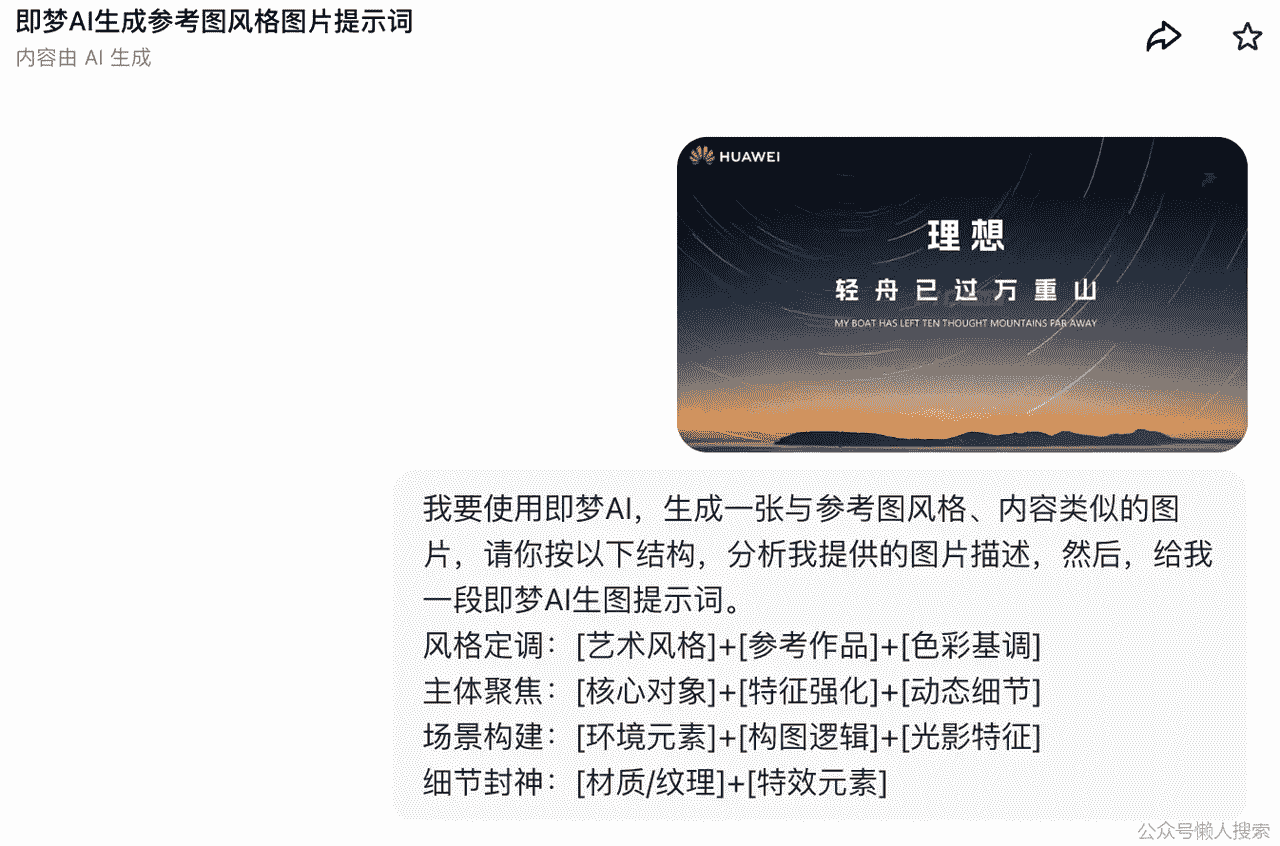 即梦AI生成参考图风格图片提示词
内容由 AI 生成
HUAWEI
理想
轻舟已过万重山
MY BOAT HAS LEFT TEN THOUGHT MOUNTAINS FAR AWAY
我要使用即梦AI，生成一张与参考图风格、内容类似的图
片，请你按以下结构，分析我提供的图片描述，然后，给我
一段即梦AI生图提示词。
风格定调：[艺术风格]+[参考作品]+[色彩基调]
主体聚焦：[核心对象]+[特征强化]+[动态细节]
场景构建：[环境元素]+[构图逻辑]+[光影特征]
细节封神：[材质/纹理]+[特效元素]
公众号懒人搜索